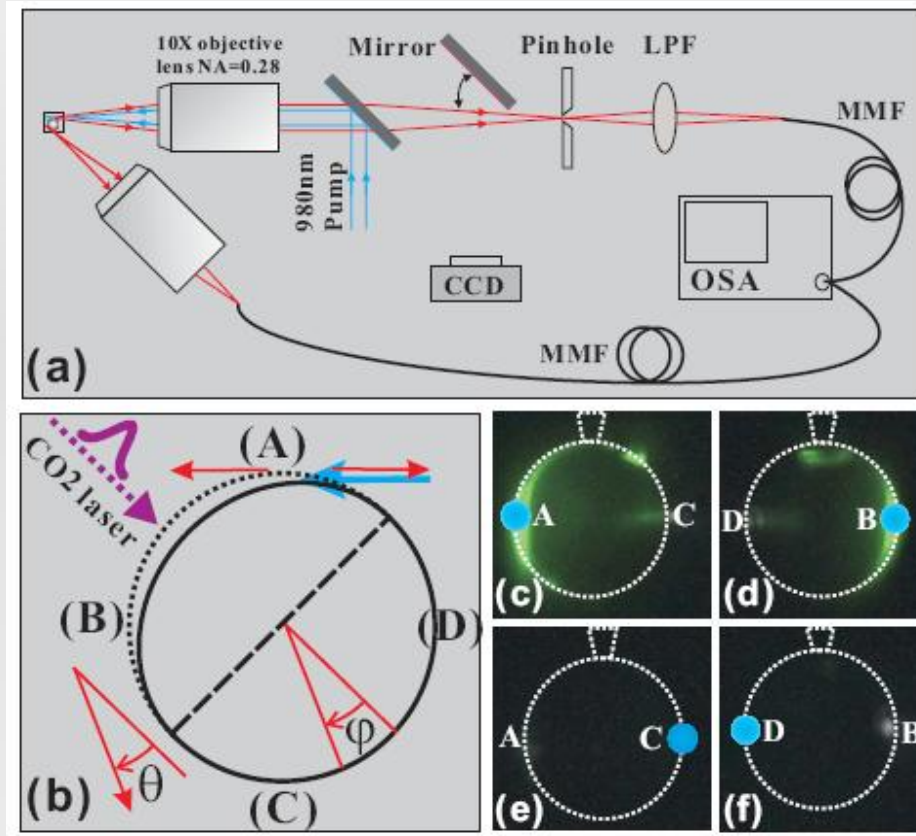 10X objective
lens NA=0.28
Mirror
Pinhole
LPF
MMF
980nm
Pump
CCD
OSA
MMF
(a)
CO2 laser
(A)
(B)
(D)
(C)
θ
φ
(b)
A
C
(c)
D
B
(d)
A
C
(e)
D
B
(f)